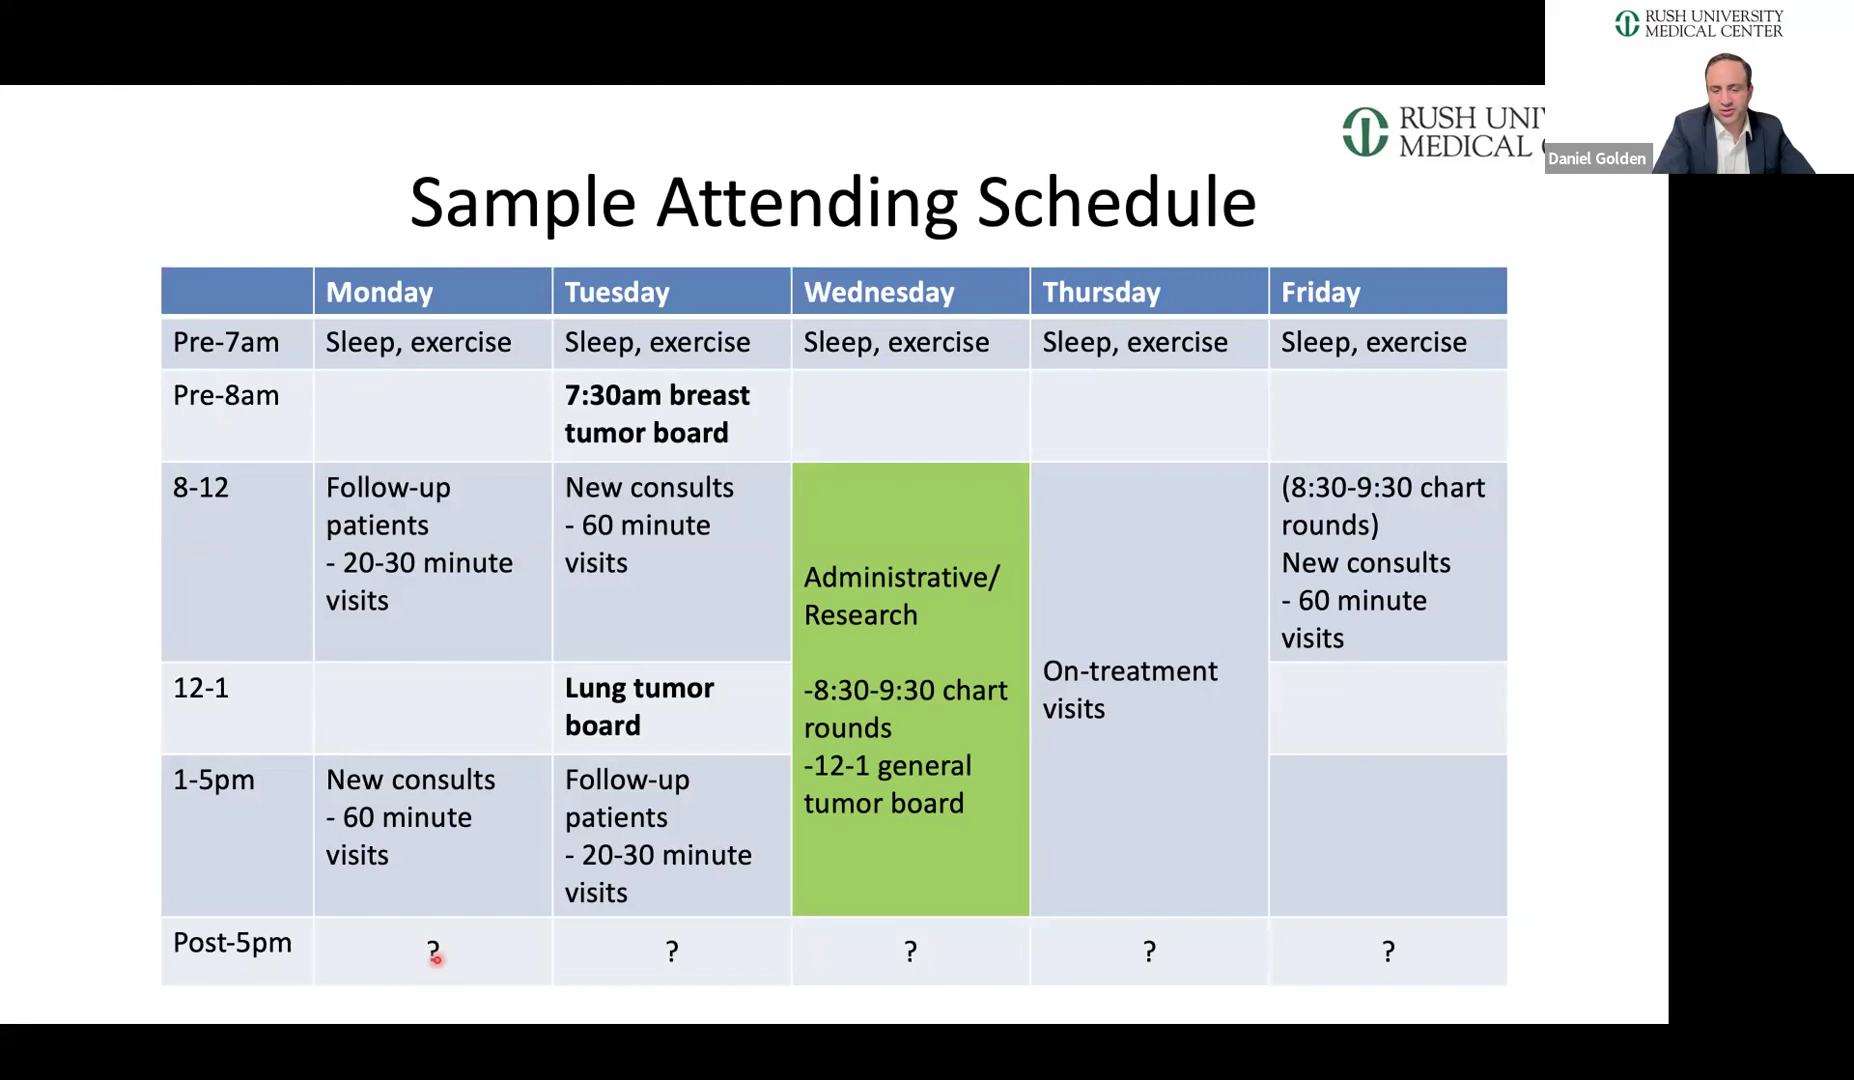 RUSH UNIVERSITY
MEDICAL CENTER
RUSH UNI
MEDICAL
Daniel Golden
Sample Attending Schedule
Monday
Tuesday
Wednesday
Thursday
Friday
Pre-7am
Sleep, exercise
Sleep, exercise
Sleep, exercise
Sleep, exercise
Sleep, exercise
Pre-8am
7:30am breast
tumor board
8-12
Follow-up
patients
- 20-30 minute
visits
New consults
- 60 minute
visits
Administrative/
Research
-8:30-9:30 chart
rounds
-12-1 general
tumor board
On-treatment
visits
(8:30-9:30 chart
rounds)
New consults
- 60 minute
visits
12-1
Lung tumor
board
1-5pm
New consults
- 60 minute
visits
Follow-up
patients
- 20-30 minute
visits
Post-5pm
?
?
?
?
?